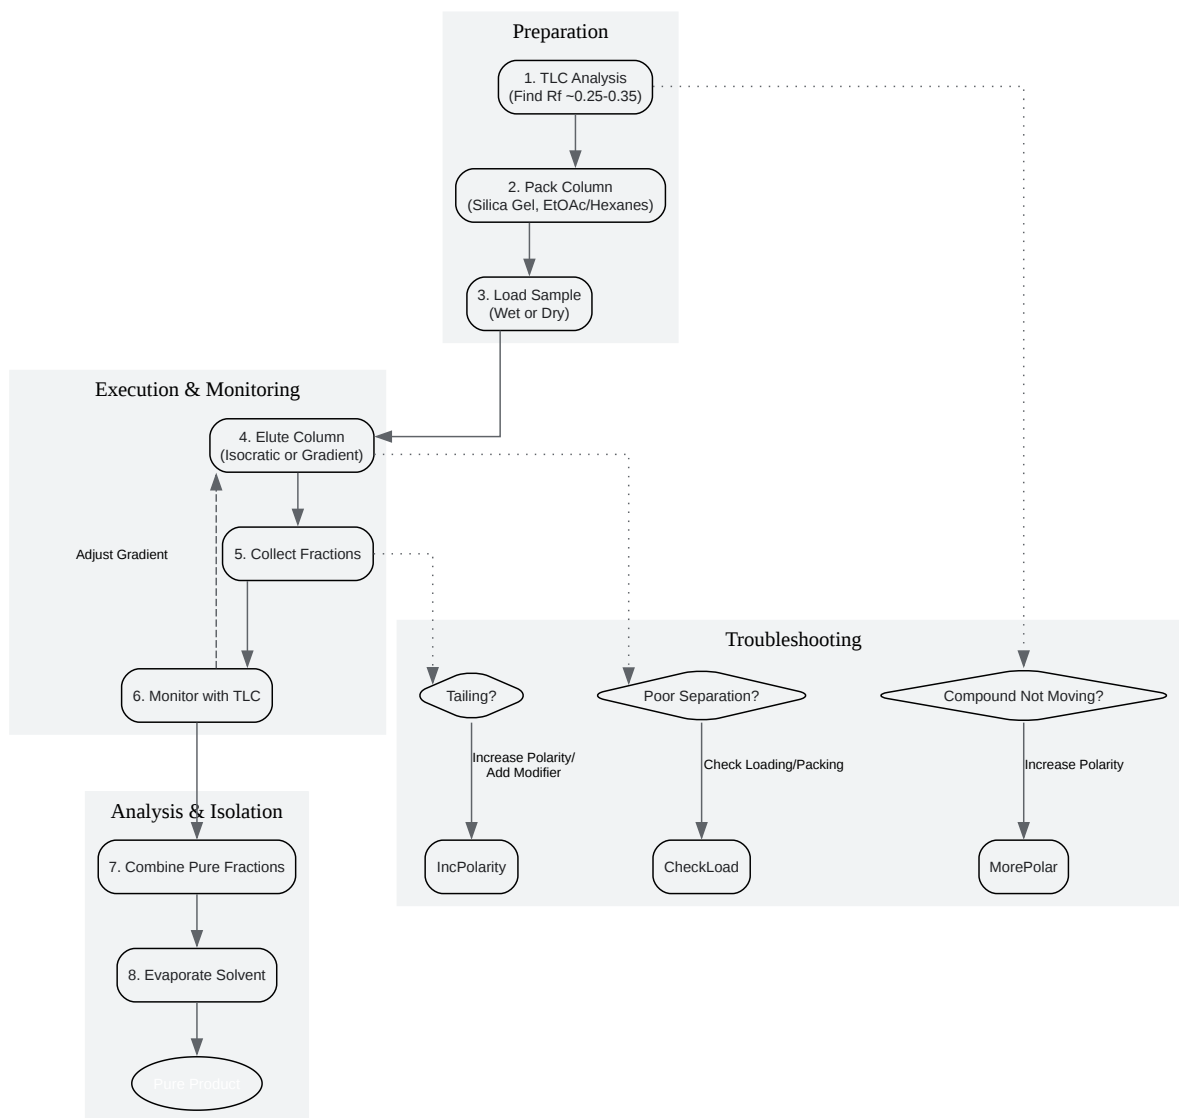 Preparation
1. TLC Analysis
(Find Rf ~0.25-0.35)
2. Pack Column
(Silica Gel, EtOAc/Hexanes)
3. Load Sample
(Wet or Dry)
Execution & Monitoring
4. Elute Column
(Isocratic or Gradient)
Adjust Gradient
5. Collect Fractions
6. Monitor with TLC
Troubleshooting
Tailing?
Poor Separation?
Compound Not Moving?
Increase Polarity/
Add Modifier
Check Loading/Packing
Increase Polarity
IncPolarity
CheckLoad
MorePolar
Analysis & Isolation
7. Combine Pure Fractions
8. Evaporate Solvent
Pure Product